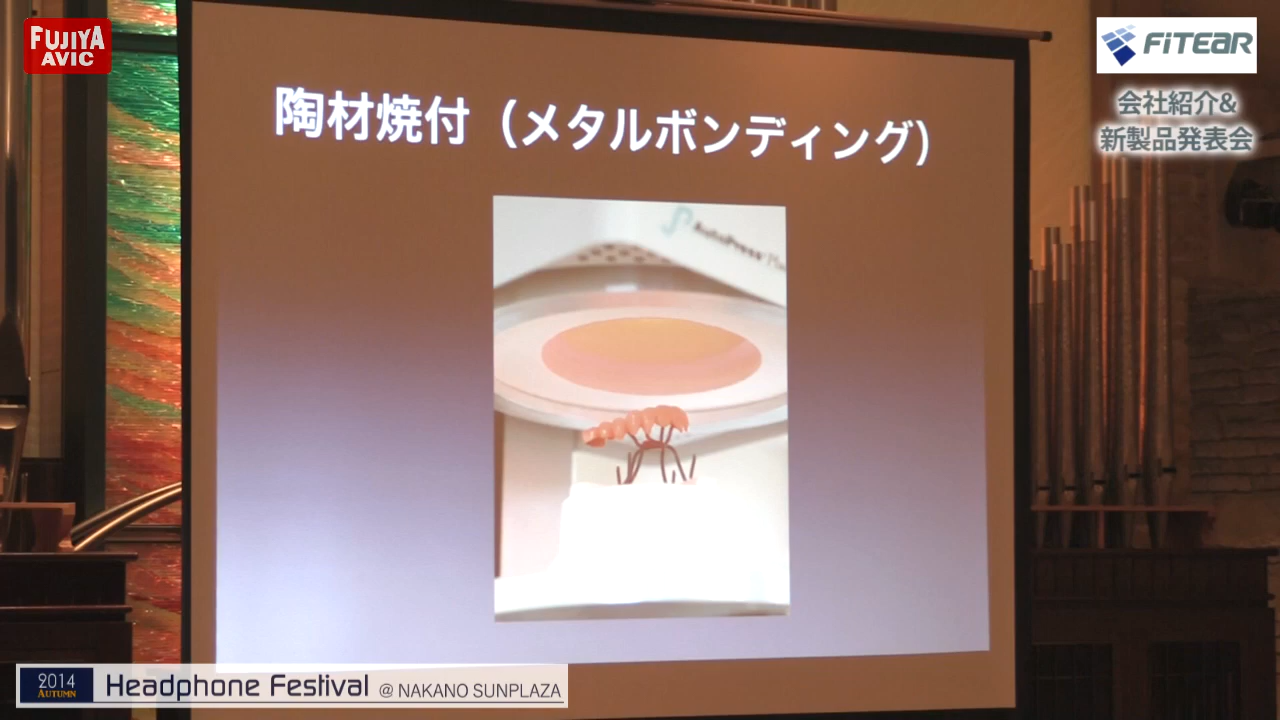 FUJIYA
AVIC
FitEar
会社紹介&
新製品発表会
陶材焼付（メタルボンディング）
AutoPress
2014
AUTUMN
Headphone Festival @ NAKANO SUNPLAZA